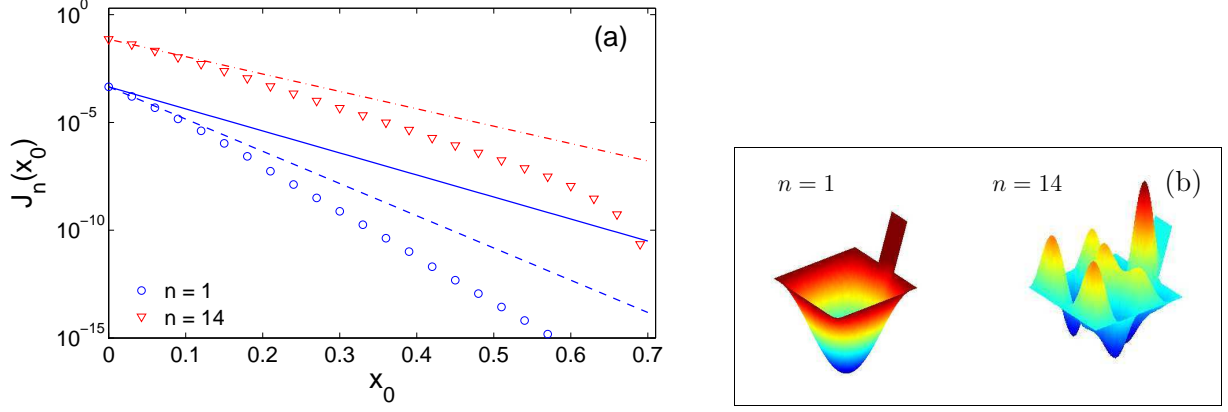 10^0
(a)
10^-5
J_n(x_0)
10^-10
n = 1
n = 14
10^-15
0 0.1 0.2 0.3 0.4 0.5 0.6 0.7
x_0
n = 1 n = 14 (b)